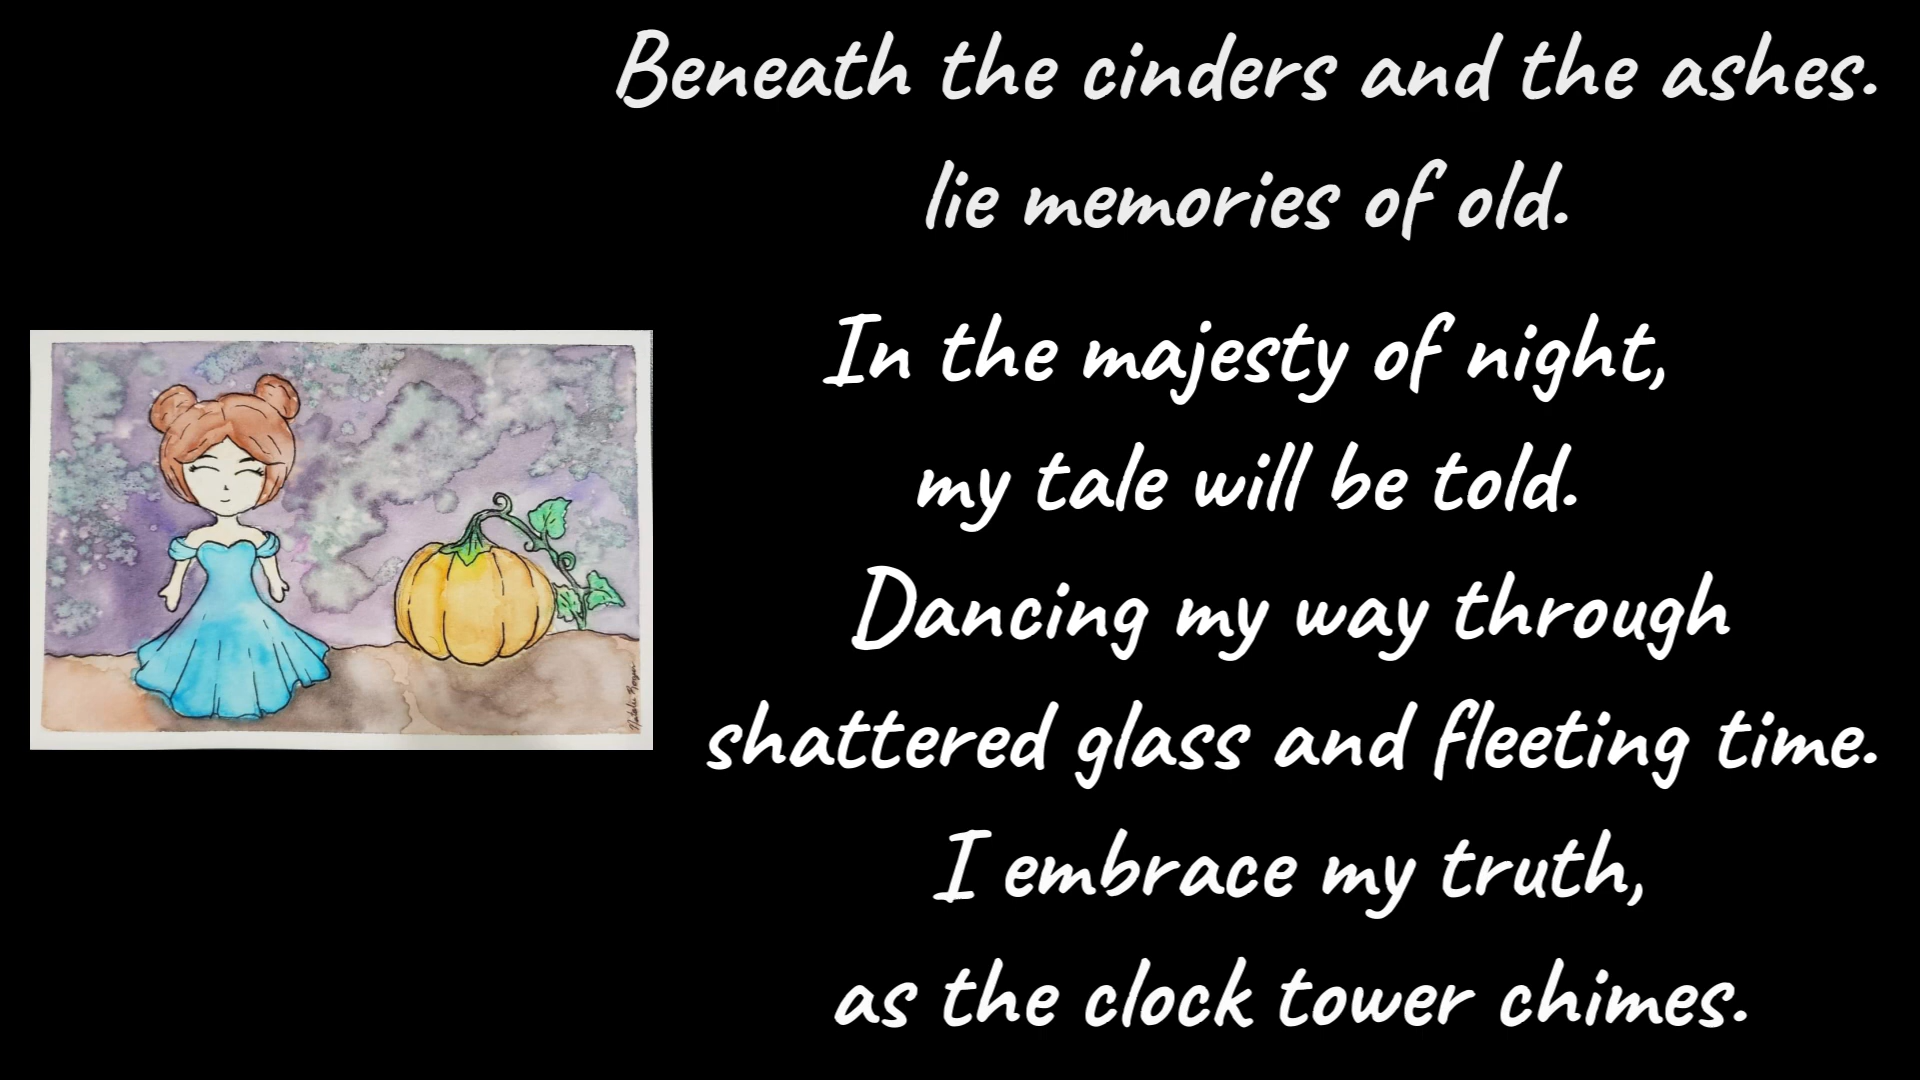 Beneath the cinders and the ashes.
lie memories of old.
In the majesty of night,
my tale will be told.
Dancing my way through
shattered glass and fleeting time.
I embrace my truth,
as the clock tower chimes.